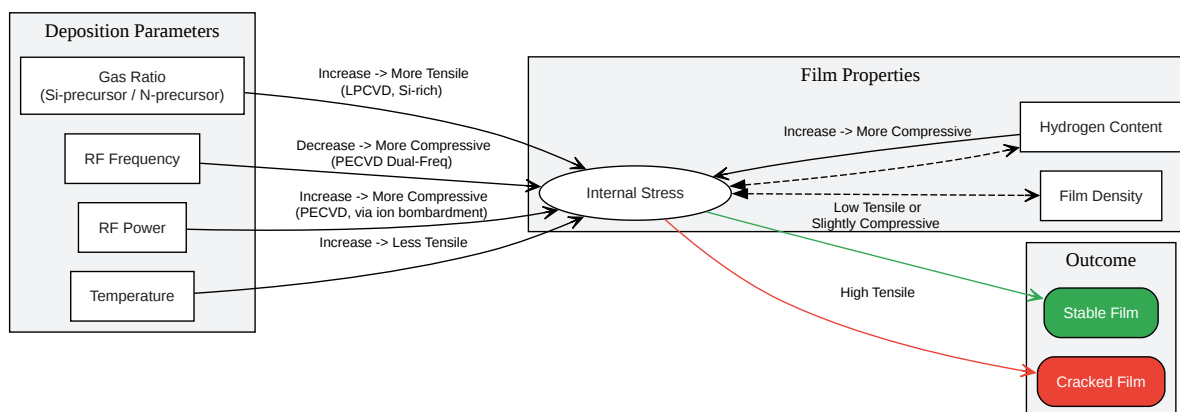 Deposition Parameters
Gas Ratio
(Si-precursor / N-precursor)
RF Frequency
RF Power
Temperature
Increase -> More Tensile
(LPCVD, Si-rich)
Decrease -> More Compressive
(PECVD Dual-Freq)
Increase -> More Compressive
(PECVD, via ion bombardment)
Increase -> Less Tensile
Film Properties
Internal Stress
Increase -> More Compressive
Hydrogen Content
Film Density
Low Tensile or
Slightly Compressive
High Tensile
Outcome
Stable Film
Cracked Film